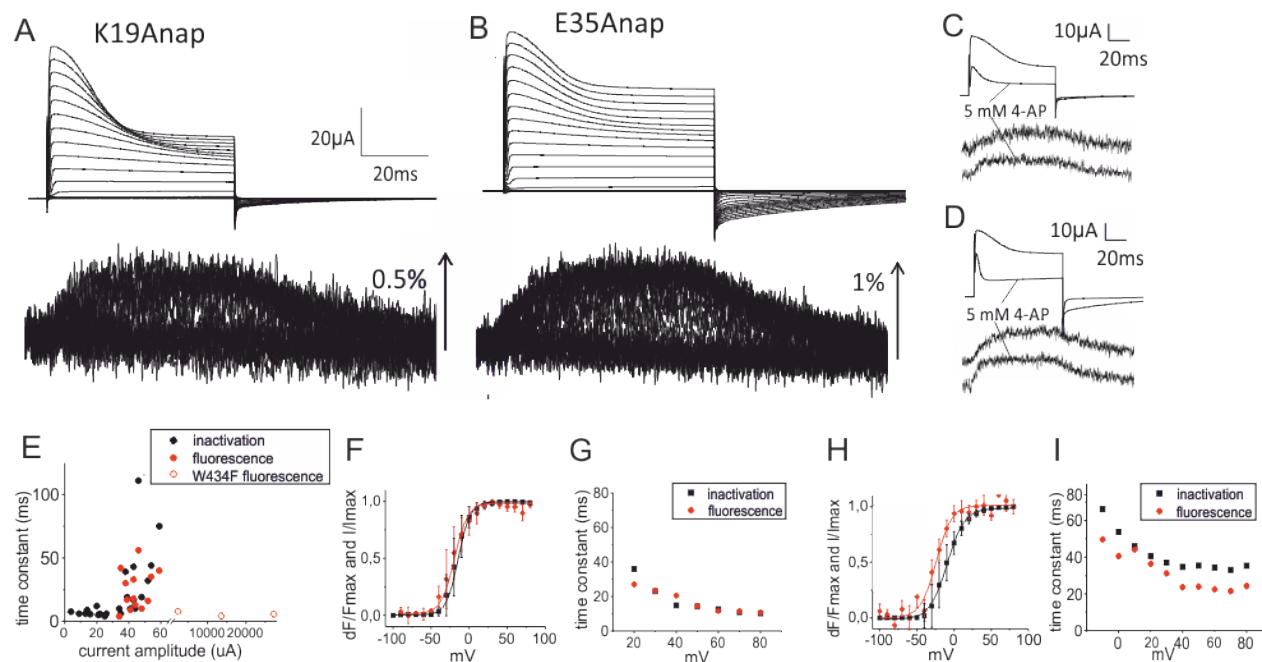 A
K19Anap
20µA
20ms
0.5%
B
E35Anap
1%
C
10µA
20ms
5 mM 4-AP
D
10µA
20ms
5 mM 4-AP
E
inactivation
fluorescence
W434F fluorescence
time constant (ms)
100
50
0
0 20 40 60 10000 20000
current amplitude (uA)
F
dF/Fmax and I/Imax
1,0
0,5
0,0
-100 -50 0 50 100
mV
G
inactivation
fluorescence
time constant (ms)
80
60
40
20
0
20 30 40 50 60 70 80
mV
H
dF/Fmax and I/Imax
1,0
0,5
0,0
-100 -50 0 50 100
mV
I
inactivation
fluorescence
time constant (ms)
80
60
40
20
0
0 20 40 60 80
mV